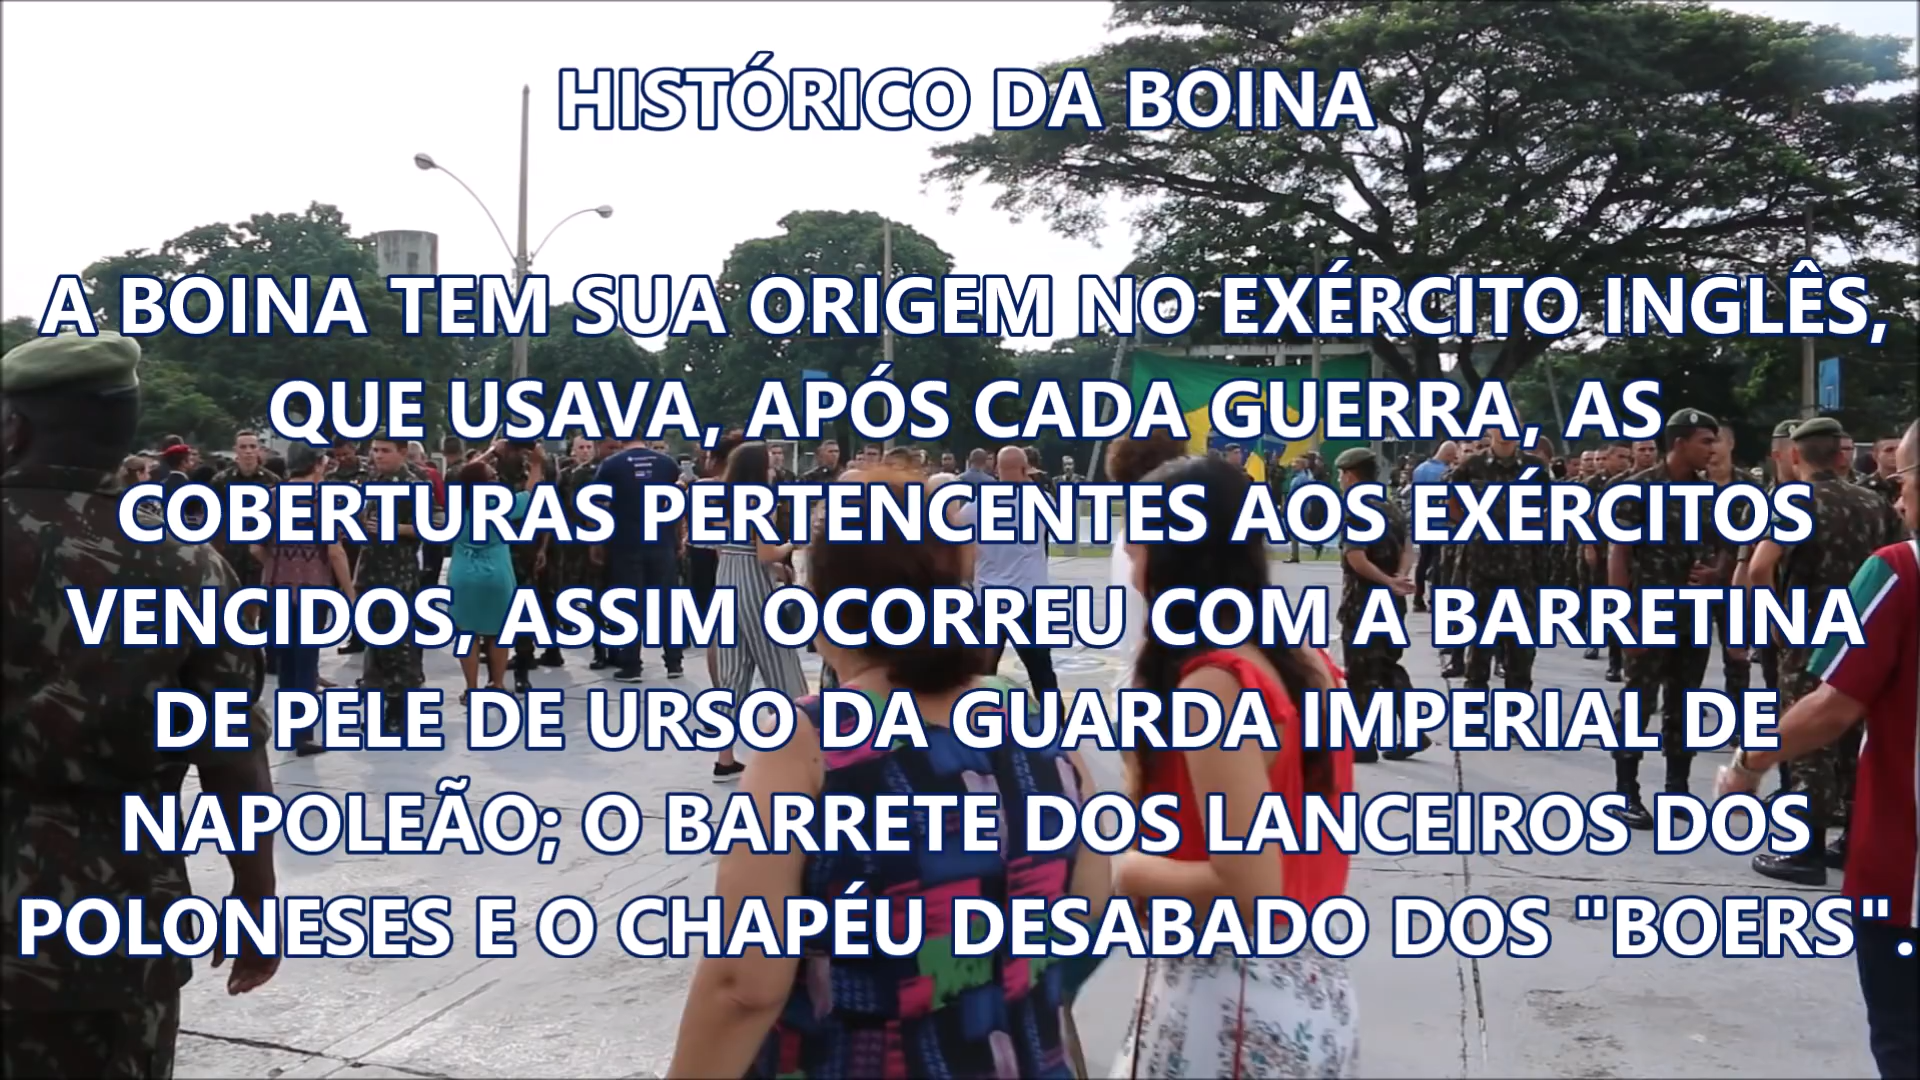 HISTÓRICO DA BOINA
A BOINA TEM SUA ORIGEM NO EXÉRCITO INGLÊS,
QUE USAVA, APÓS CADA GUERRA, AS
COBERTURAS PERTENCENTES AOS EXÉRCITOS
VENCIDOS, ASSIM OCORREU COM A BARRETINA
DE PELE DE URSO DA GUARDA IMPERIAL DE
NAPOLEÃO; O BARRETE DOS LANCEIROS DOS
POLONESES E O CHAPÉU DESABADO DOS "BOERS".